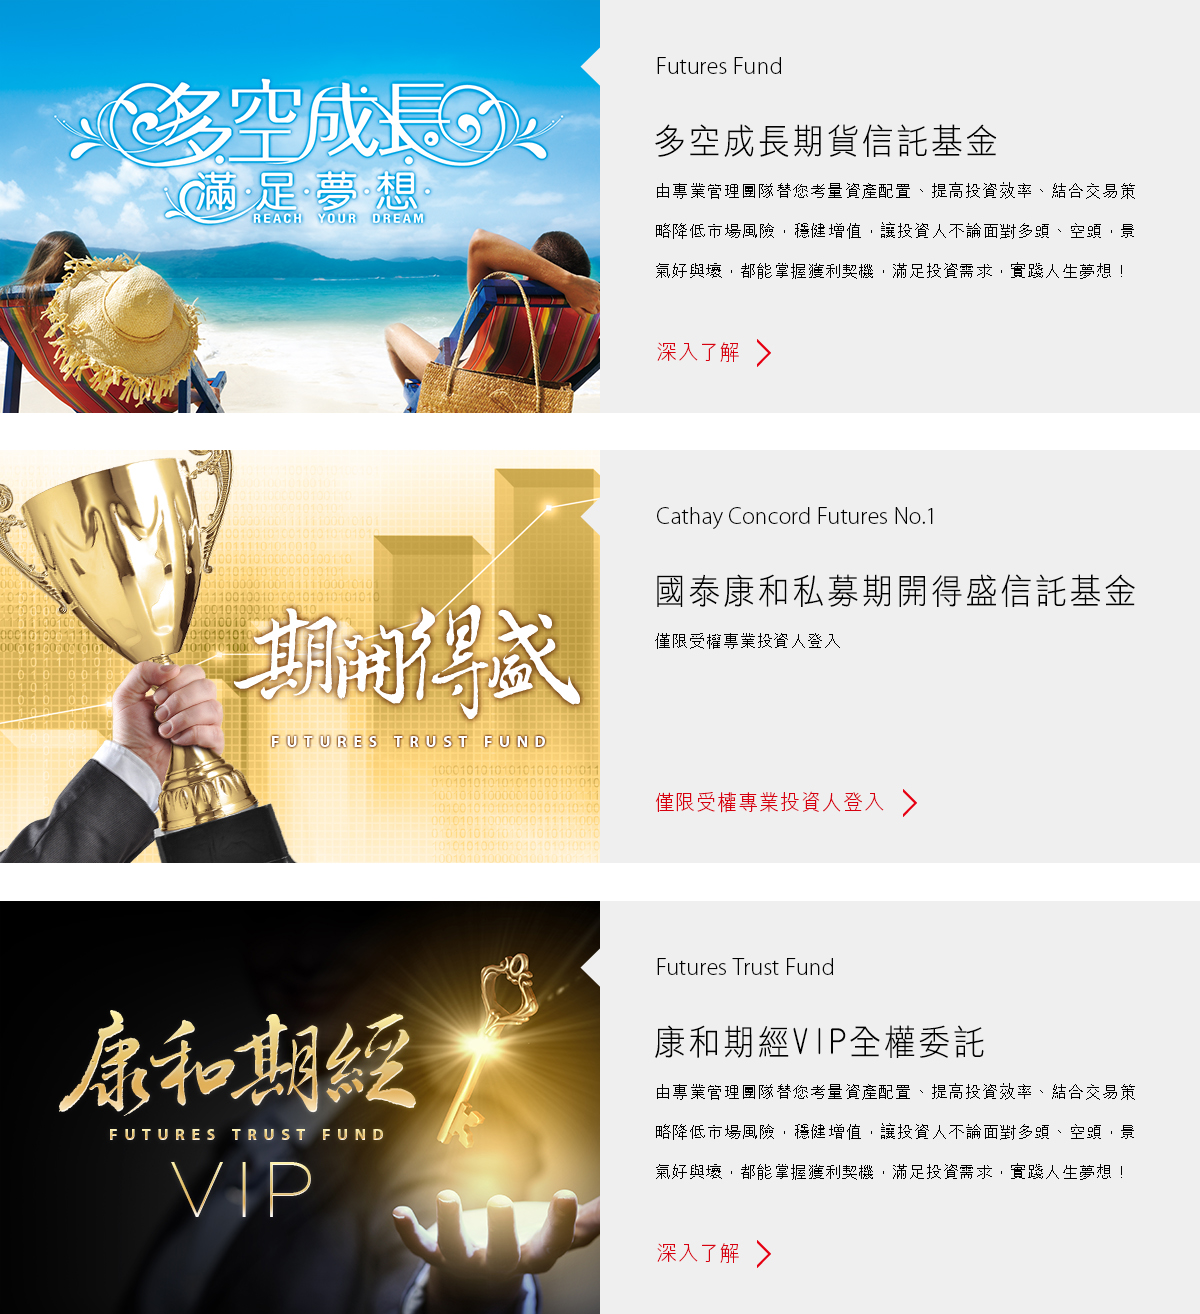 多空成長
滿·足·夢·想·
REACH YOUR DREAM
Futures Fund
多空成長期貨信託基金
由專業管理團隊替您考量資產配置、提高投資效率、結合交易策
略降低市場風險，穩健增值，讓投資人不論面對多頭、空頭，景
氣好與壞，都能掌握獲利契機，滿足投資需求，實踐人生夢想！
深入了解
期開得盛
FUTURES TRUST FUND
Cathay Concord Futures No.1
國泰康和私募期開得盛信託基金
僅限受權專業投資人登入
僅限受權專業投資人登入
康和期經
FUTURES TRUST FUND
VIP
Futures Trust Fund
康和期經VIP全權委託
由專業管理團隊替您考量資產配置、提高投資效率、結合交易策
略降低市場風險，穩健增值，讓投資人不論面對多頭、空頭，景
氣好與壞，都能掌握獲利契機，滿足投資需求，實踐人生夢想！
深入了解